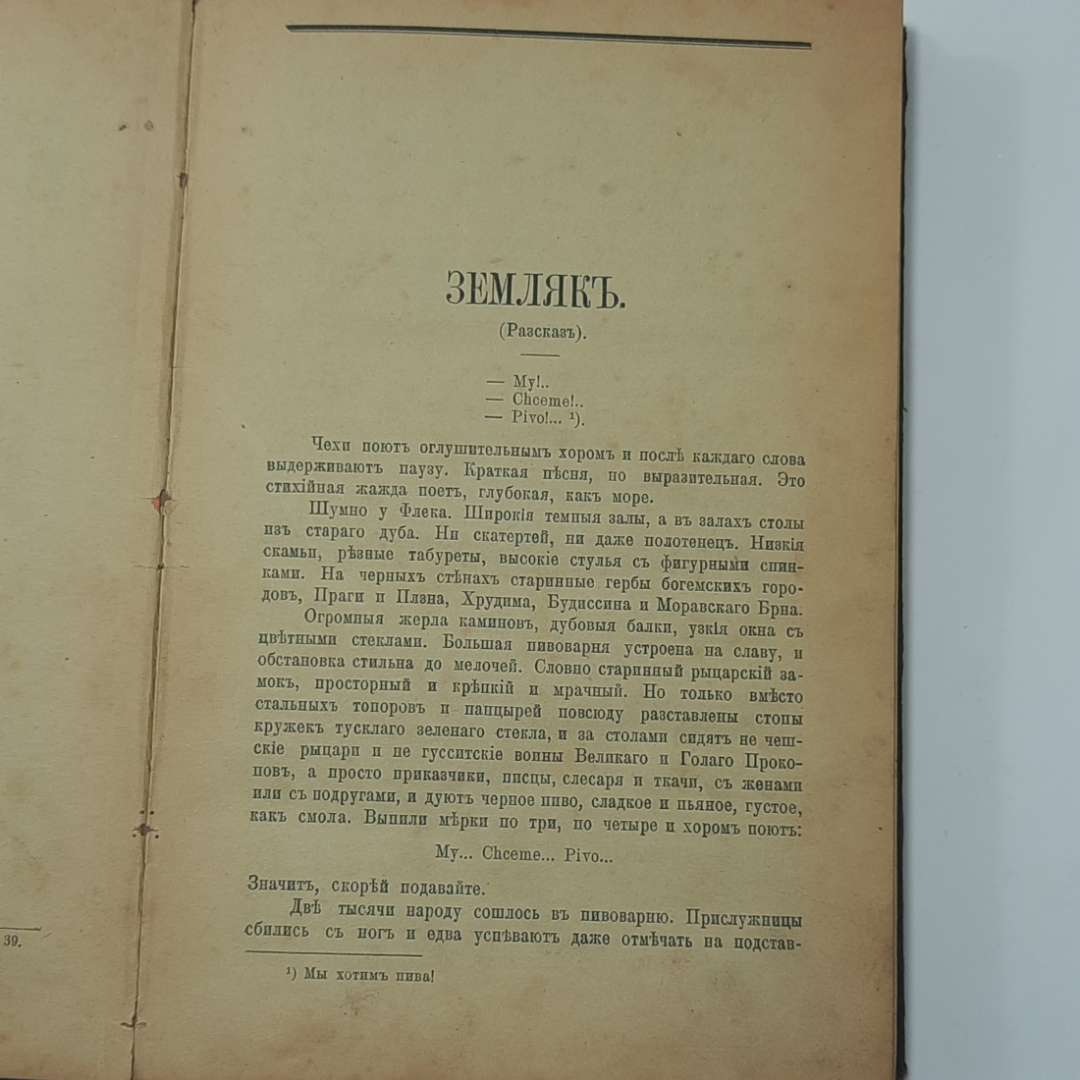 ЗЕМЛЯКЪ.
(Разсказъ).
— My!..
— Chceme!..
— Pivo!... ¹).
Чехи поютъ оглушительнымъ хоромъ и послѣ каждаго слова
выдерживаютъ паузу. Краткая пѣсня, но выразительная. Это
стихійная жажда поетъ, глубокая, какъ море.
Шумно у Флека. Широкія темныя залы, а въ залахъ столы
изъ стараго дуба. Ни скатертей, ни даже полотенецъ. Низкія
скамьи, рѣзные табуреты, высокіе стулья съ фигурными спин-
ками. На черныхъ стѣнахъ старинные гербы богемскихъ горо-
довъ, Праги и Плзна, Хрудима, Будиссина и Моравскаго Брна.
Огромныя жерла каминовъ, дубовыя балки, узкія окна съ
цвѣтными стеклами. Большая пивоварня устроена на славу, и
обстановка стильна до мелочей. Словно старинный рыцарскій за-
мокъ, просторный и крѣпкій и мрачный. Но только вмѣсто
стальныхъ топоровъ и панцырей повсюду разставлены стопы
кружекъ тусклаго зеленаго стекла, и за столами сидятъ не чеш-
скіе рыцари и не гусситскіе воины Великаго и Голаго Проко-
повъ, а просто приказчики, писцы, слесаря и ткачи, съ женами
или съ подругами, и дуютъ черное пиво, сладкое и пьяное, густое,
какъ смола. Выпили мѣрки по три, по четыре и хоромъ поютъ:
My... Chceme... Pivo...
Значитъ, скорѣй подавайте.
Двѣ тысячи народу сошлось въ пивоварню. Прислужницы
сбились съ ногъ и едва успѣваютъ даже отмѣчать на подстав-
¹) Мы хотимъ пива!
39.